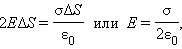 2EΔS = σΔS/ε₀ или E = σ/2ε₀,